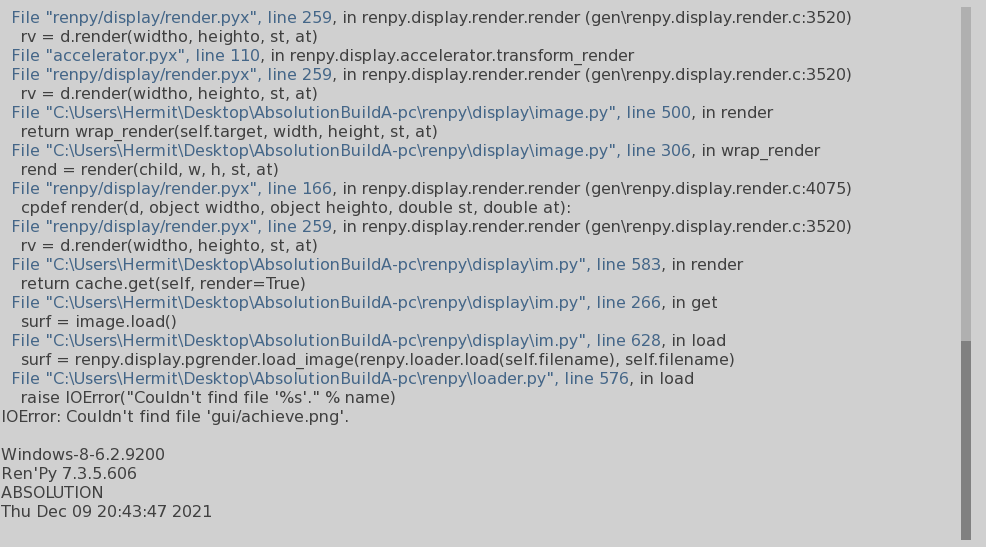 File "renpy/display/render.pyx", line 259, in renpy.display.render.render (gen\renpy.display.render.c:3520)
rv = d.render(widtho, heighto, st, at)
File "accelerator.pyx", line 110, in renpy.display.accelerator.transform_render
File "renpy/display/render.pyx", line 259, in renpy.display.render.render (gen\renpy.display.render.c:3520)
rv = d.render(widtho, heighto, st, at)
File "C:\Users\Hermit\Desktop\AbsolutionBuildA-pc\renpy\display\image.py", line 500, in render
return wrap_render(self.target, width, height, st, at)
File "C:\Users\Hermit\Desktop\AbsolutionBuildA-pc\renpy\display\image.py", line 306, in wrap_render
rend = render(child, w, h, st, at)
File "renpy/display/render.pyx", line 166, in renpy.display.render.render (gen\renpy.display.render.c:4075)
cpdef render(d, object widtho, object heighto, double st, double at):
File "renpy/display/render.pyx", line 259, in renpy.display.render.render (gen\renpy.display.render.c:3520)
rv = d.render(widtho, heighto, st, at)
File "C:\Users\Hermit\Desktop\AbsolutionBuildA-pc\renpy\display\im.py", line 583, in render
return cache.get(self, render=True)
File "C:\Users\Hermit\Desktop\AbsolutionBuildA-pc\renpy\display\im.py", line 266, in get
surf = image.load()
File "C:\Users\Hermit\Desktop\AbsolutionBuildA-pc\renpy\display\im.py", line 628, in load
surf = renpy.display.pgrender.load_image(renpy.loader.load(self.filename), self.filename)
File "C:\Users\Hermit\Desktop\AbsolutionBuildA-pc\renpy\loader.py", line 576, in load
raise IOError("Couldn't find file '%s'." % name)
IOError: Couldn't find file 'gui/achieve.png'.
Windows-8-6.2.9200
Ren'Py 7.3.5.606
ABSOLUTION
Thu Dec 09 20:43:47 2021